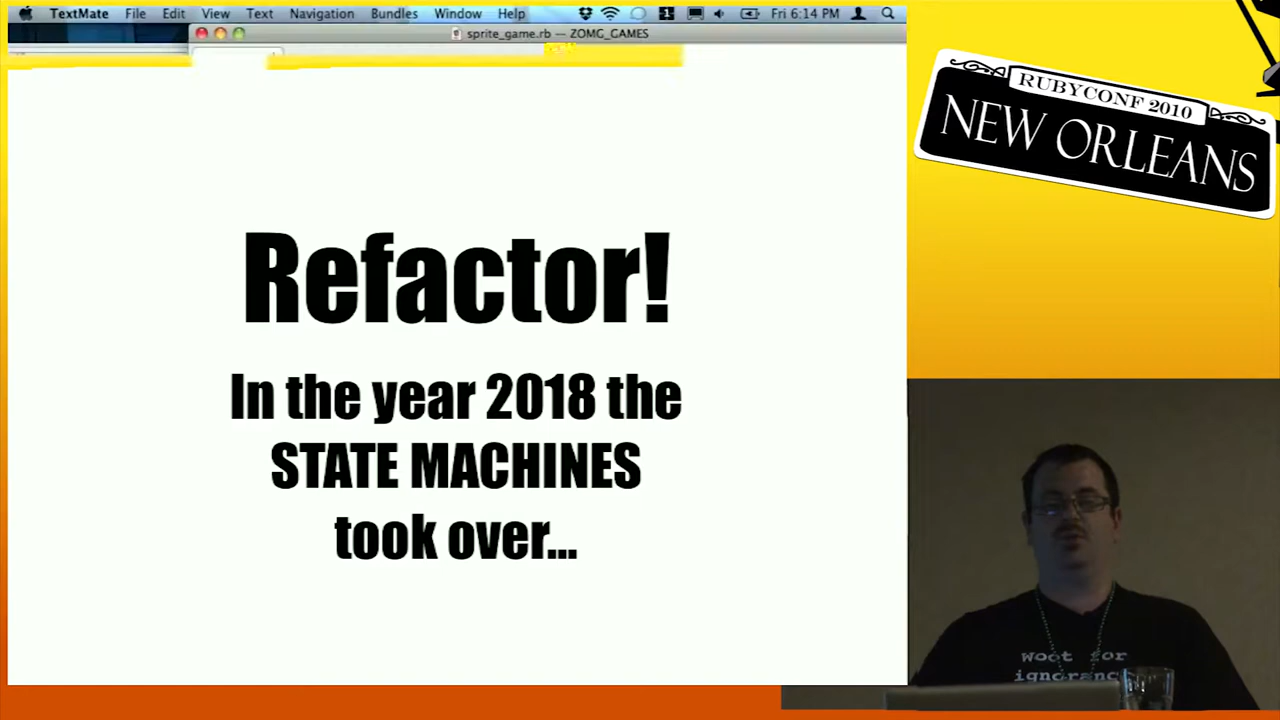 TextMate File Edit View Text Navigation Bundles Window Help Fri 6:14 PM
sprite_game.rb — ZOMG_GAMES
RUBYCONF 2010
NEW ORLEANS
Refactor!
In the year 2018 the
STATE MACHINES
took over...
woot for
ignorance